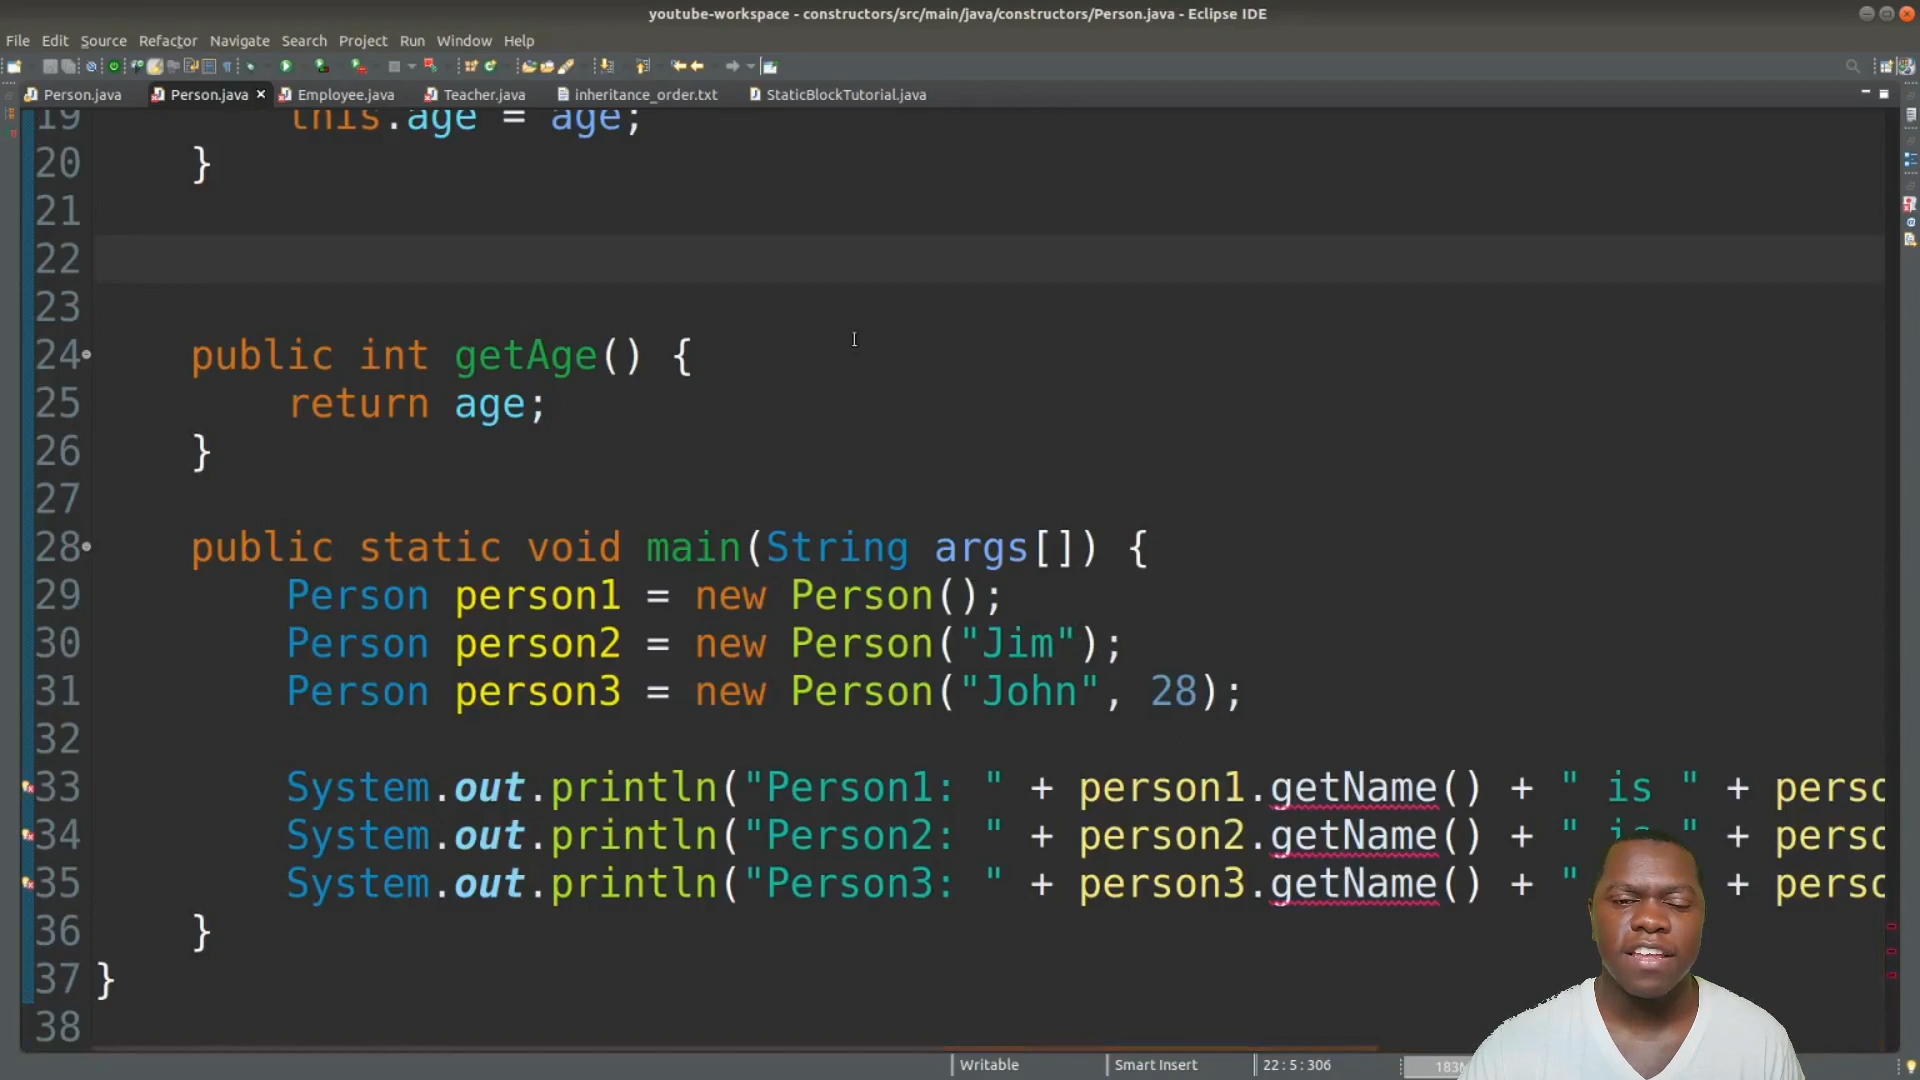 youtube-workspace - constructors/src/main/java/constructors/Person.java - Eclipse IDE
File Edit Source Refactor Navigate Search Project Run Window Help
Person.java Person.java Employee.java Teacher.java inheritance_order.txt StaticBlockTutorial.java
19 this.age = age;
20 }
21
22
23
24 public int getAge() {
25 return age;
26 }
27
28 public static void main(String args[]) {
29 Person person1 = new Person();
30 Person person2 = new Person("Jim");
31 Person person3 = new Person("John", 28);
32
33 System.out.println("Person1: " + person1.getName() + " is " + perso
34 System.out.println("Person2: " + person2.getName() + " is " + perso
35 System.out.println("Person3: " + person3.getName() + " + perso
36 }
37 }
38
Writable Smart Insert 22:5:306 183M